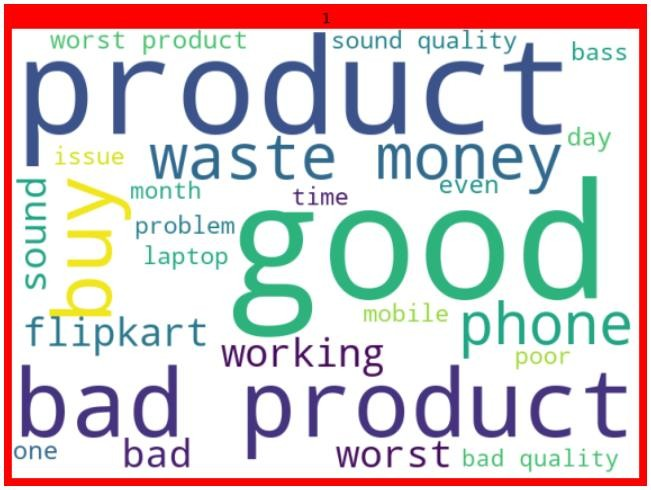 1
worst product sound quality bass
product
day
issue waste money
even
sound buy month time
problem good
laptop
mobile phone
flipkart
working poor
bad product
one bad worst bad quality